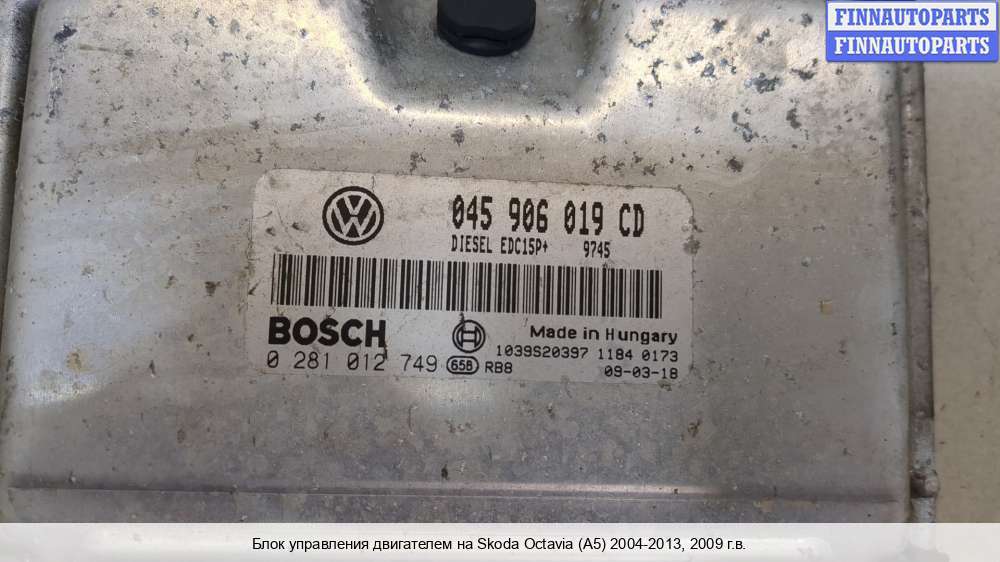 FINNAUTOPARTS
FINNAUTOPARTS
045 906 019 CD
DIESEL EDC15P+ 9745
BOSCH
Made in Hungary
1039S20397 1184 0173
0 281 012 749 656 RB8 09-03-18
Блок управления двигателем на Skoda Octavia (A5) 2004-2013, 2009 г.в.